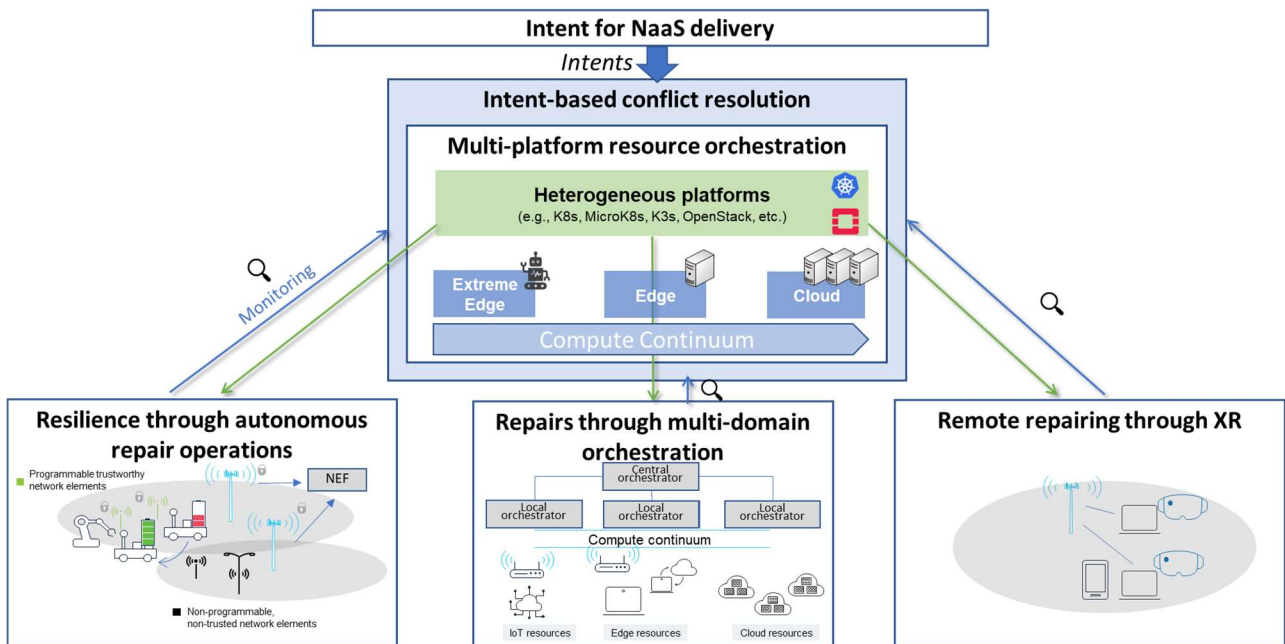 Intent for NaaS delivery
Intents
Intent-based conflict resolution
Multi-platform resource orchestration
Heterogeneous platforms
(e.g., K8s, MicroK8s, K3s, OpenStack, etc.)
Extreme
Edge
Edge
Cloud
Compute Continuum
Monitoring
Resilience through autonomous
repair operations
Programmable trustworthy
network elements
NEF
Non-programmable,
non-trusted network elements
Repairs through multi-domain
orchestration
Central
orchestrator
Local
orchestrator
Local
orchestrator
Local
orchestrator
Compute continuum
IoT resources
Edge resources
Cloud resources
Remote repairing through XR